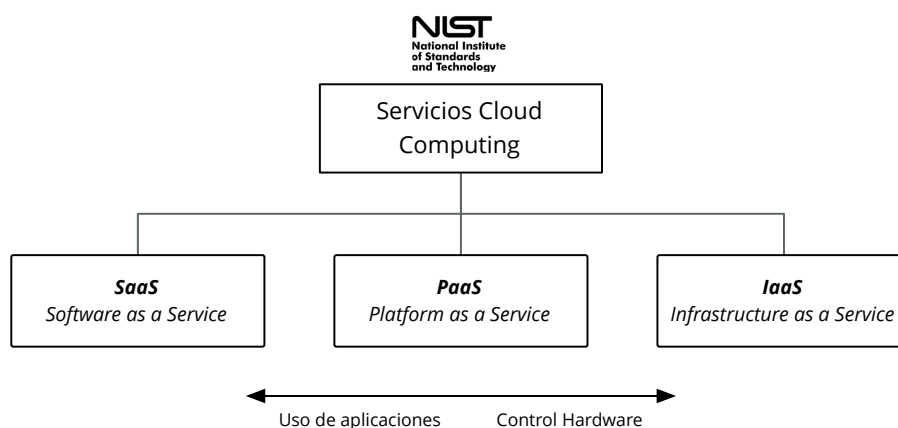 NIST
National Institute
of Standards
and Technology
Servicios Cloud
Computing
SaaS
Software as a Service
PaaS
Platform as a Service
IaaS
Infrastructure as a Service
Uso de aplicaciones
Control Hardware